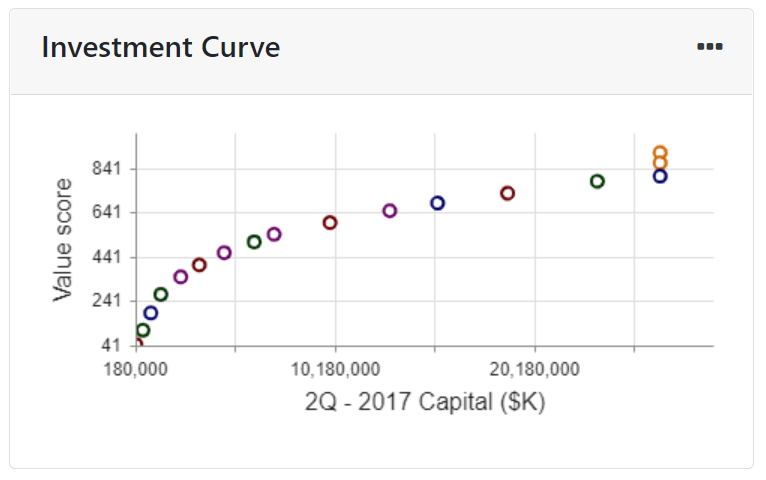 Investment Curve
841
641
441
241
41
Value score
180,000
10,180,000
20,180,000
2Q - 2017 Capital ($K)